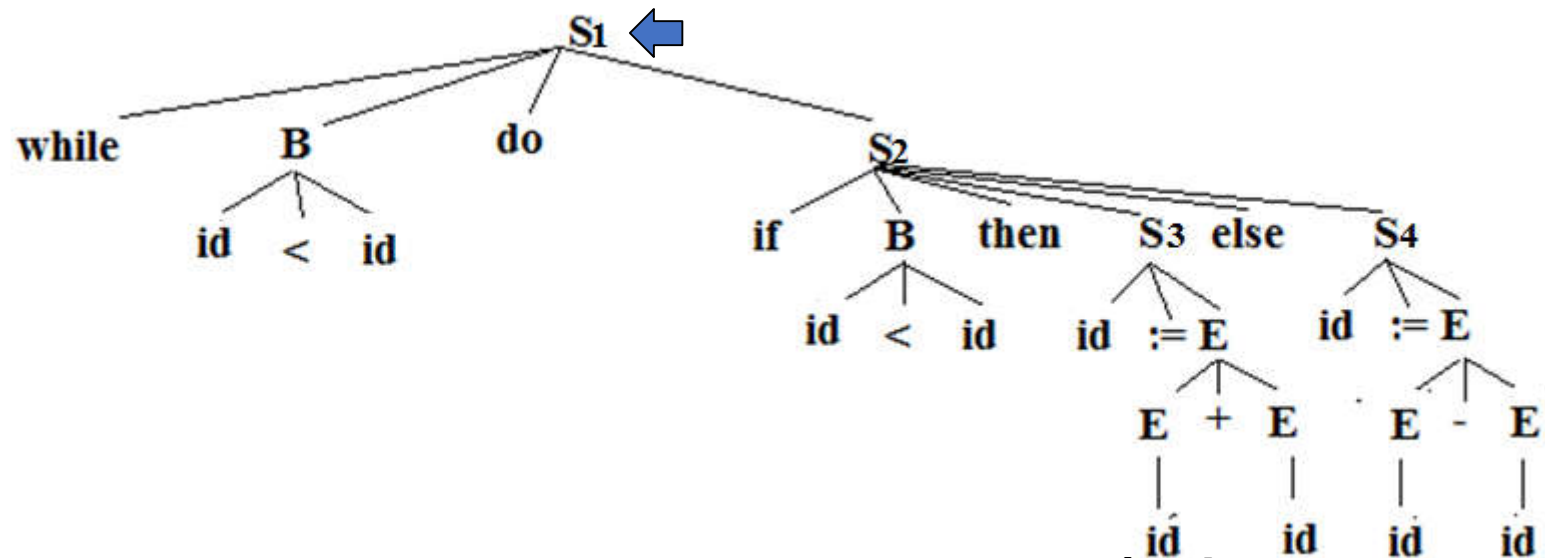 S1
while B do S2
if B then S3 else S4
id < id
id < id id := E id := E
E + E E - E
id id id id